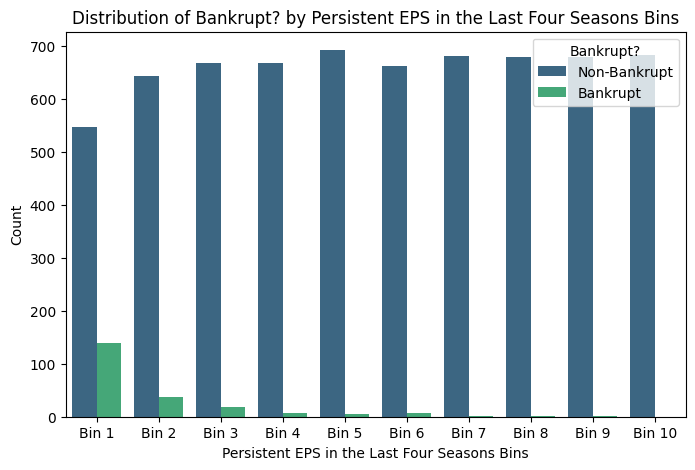 Distribution of Bankrupt? by Persistent EPS in the Last Four Seasons Bins
Bankrupt?
Non-Bankrupt
Bankrupt
Count
700
600
500
400
300
200
100
0
Bin 1 Bin 2 Bin 3 Bin 4 Bin 5 Bin 6 Bin 7 Bin 8 Bin 9 Bin 10
Persistent EPS in the Last Four Seasons Bins